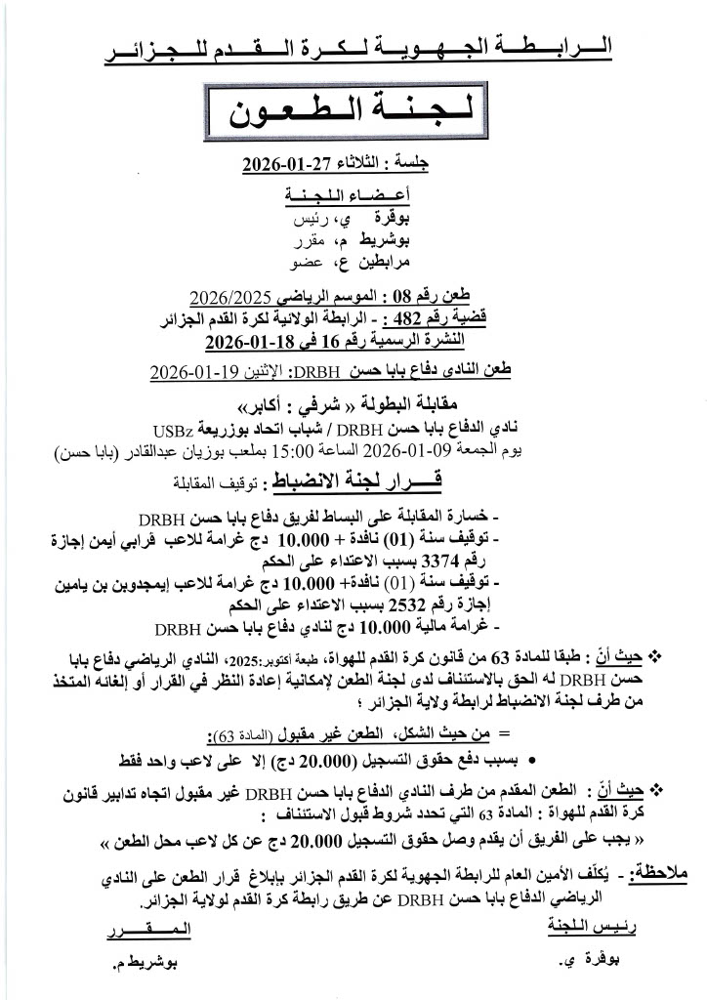 الـرابـطـة الجـهـويـة لـكـرة الـقـدم للـجـزائـر
لـجـنـة الـطـعـون
جلسة : الثلاثاء 27-01-2026
أعـضـاء اللـجـنـة
بوقرة ي، رئيس
بوشريط م، مقرر
مرابطين ع، عضو
طعن رقم 08 : الموسم الرياضي 2026/2025
قضية رقم 482 : - الرابطة الولائية لكرة القدم الجزائر
النشرة الرسمية رقم 16 في 18-01-2026
طعن النادي دفاع بابا حسن DRBH: الإثنين 19-01-2026
مقابلة البطولة « شرفي : أكابر»
نادي الدفاع بابا حسن DRBH / شباب اتحاد بوزريعة USBz
يوم الجمعة 09-01-2026 الساعة 15:00 بملعب بوزيان عبدالقادر (بابا حسن)
قـــرار لجنة الانضباط : توقيف المقابلة
- خسارة المقابلة على البساط لفريق دفاع بابا حسن DRBH
- توقيف سنة (01) نافدة + 10.000 دج غرامة للاعب فرابي أيمن إجازة
رقم 3374 بسبب الاعتداء على الحكم
- توقيف سنة (01) نافدة+ 10.000 دج غرامة للاعب إيمجدوبن بن يامين
إجازة رقم 2532 بسبب الاعتداء على الحكم
- غرامة مالية 10.000 دج لنادي دفاع بابا حسن DRBH
❖ حيث أنّ : طبقا للمادة 63 من قانون كرة القدم للهواة، طبعة أكتوبر:2025، النادي الرياضي دفاع بابا
حسن DRBH له الحق بالاستئناف لدى لجنة الطعن لإمكانية إعادة النظر في القرار أو إلغائه المتخذ
من طرف لجنة الانضباط لرابطة ولاية الجزائر ؛
= من حيث الشكل، الطعن غير مقبول (المادة 63):
• بسبب دفع حقوق التسجيل (20.000 دج) إلا على لاعب واحد فقط
❖ حيث أنّ : الطعن المقدم من طرف النادي الدفاع بابا حسن DRBH غير مقبول اتجاه تدابير قانون
كرة القدم للهواة : المادة 63 التي تحدد شروط قبول الاستئناف :
« يجب على الفريق أن يقدم وصل حقوق التسجيل 20.000 دج عن كل لاعب محل الطعن »
ملاحظة: - يُكلّف الأمين العام للرابطة الجهوية لكرة القدم الجزائر بإبلاغ قرار الطعن على النادي
الرياضي الدفاع بابا حسن DRBH عن طريق رابطة كرة القدم لولاية الجزائر.
رئـيـس اللـجنة
المـــقـــرر
بوقرة ي.
بوشريط م.